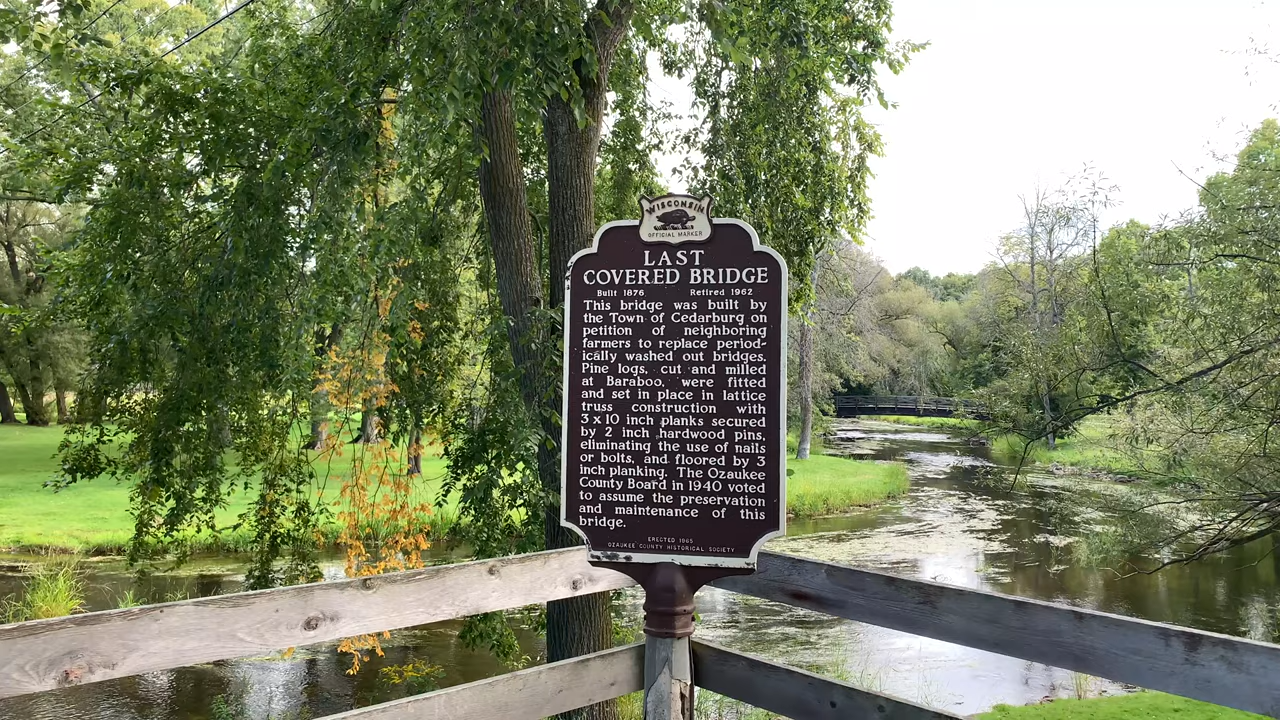 WISCONSIN
OFFICIAL MARKER
LAST
COVERED BRIDGE
Built 1876 Retired 1962
This bridge was built by
the Town of Cedarburg on
petition of neighboring
farmers to replace period-
ically washed out bridges.
Pine logs, cut and milled
at Baraboo, were fitted
and set in place in lattice
truss construction with
3 x 10 inch planks secured
by 2 inch hardwood pins,
eliminating the use of nails
or bolts, and floored by 3
inch planking. The Ozaukee
County Board in 1940 voted
to assume the preservation
and maintenance of this
bridge.
ERECTED 1965
OZAUKEE COUNTY HISTORICAL SOCIETY